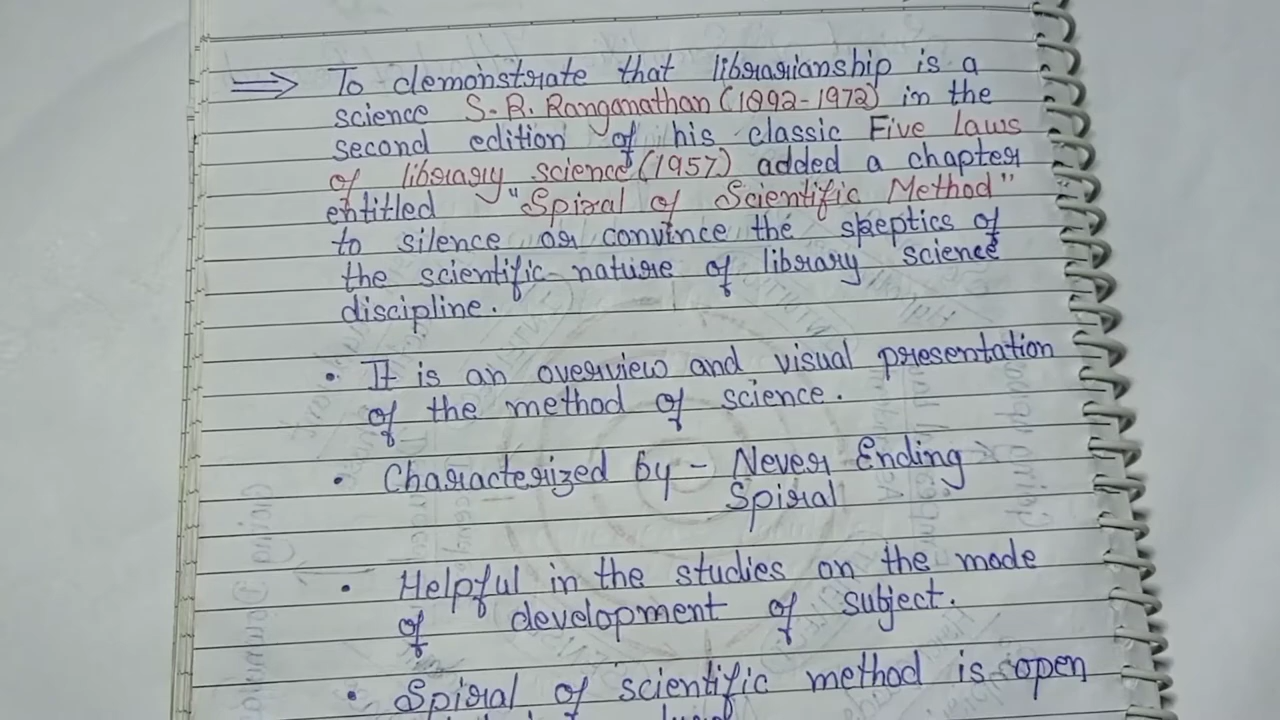 ⇒ To demonstrate that librarianship is a
science S.R. Ranganathan (1892-1972) in the
second edition of his classic Five Laws
of library science (1957) added a chapter
entitled "Spiral of Scientific Method"
to silence or convince the skeptics of
the scientific nature of library science
discipline.
• It is an overview and visual presentation
of the method of science.
• Characterized by - Never Ending
Spiral
• Helpful in the studies on the mode
of development of subject.
• Spiral of scientific method is open